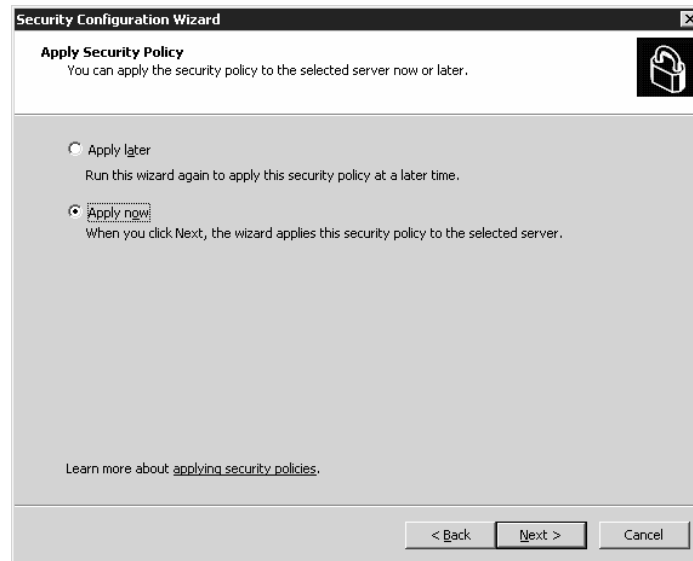 Security Configuration Wizard
Apply Security Policy
You can apply the security policy to the selected server now or later.
Apply later
Run this wizard again to apply this security policy at a later time.
Apply now
When you click Next, the wizard applies this security policy to the selected server.
Learn more about applying security policies.
< Back Next > Cancel